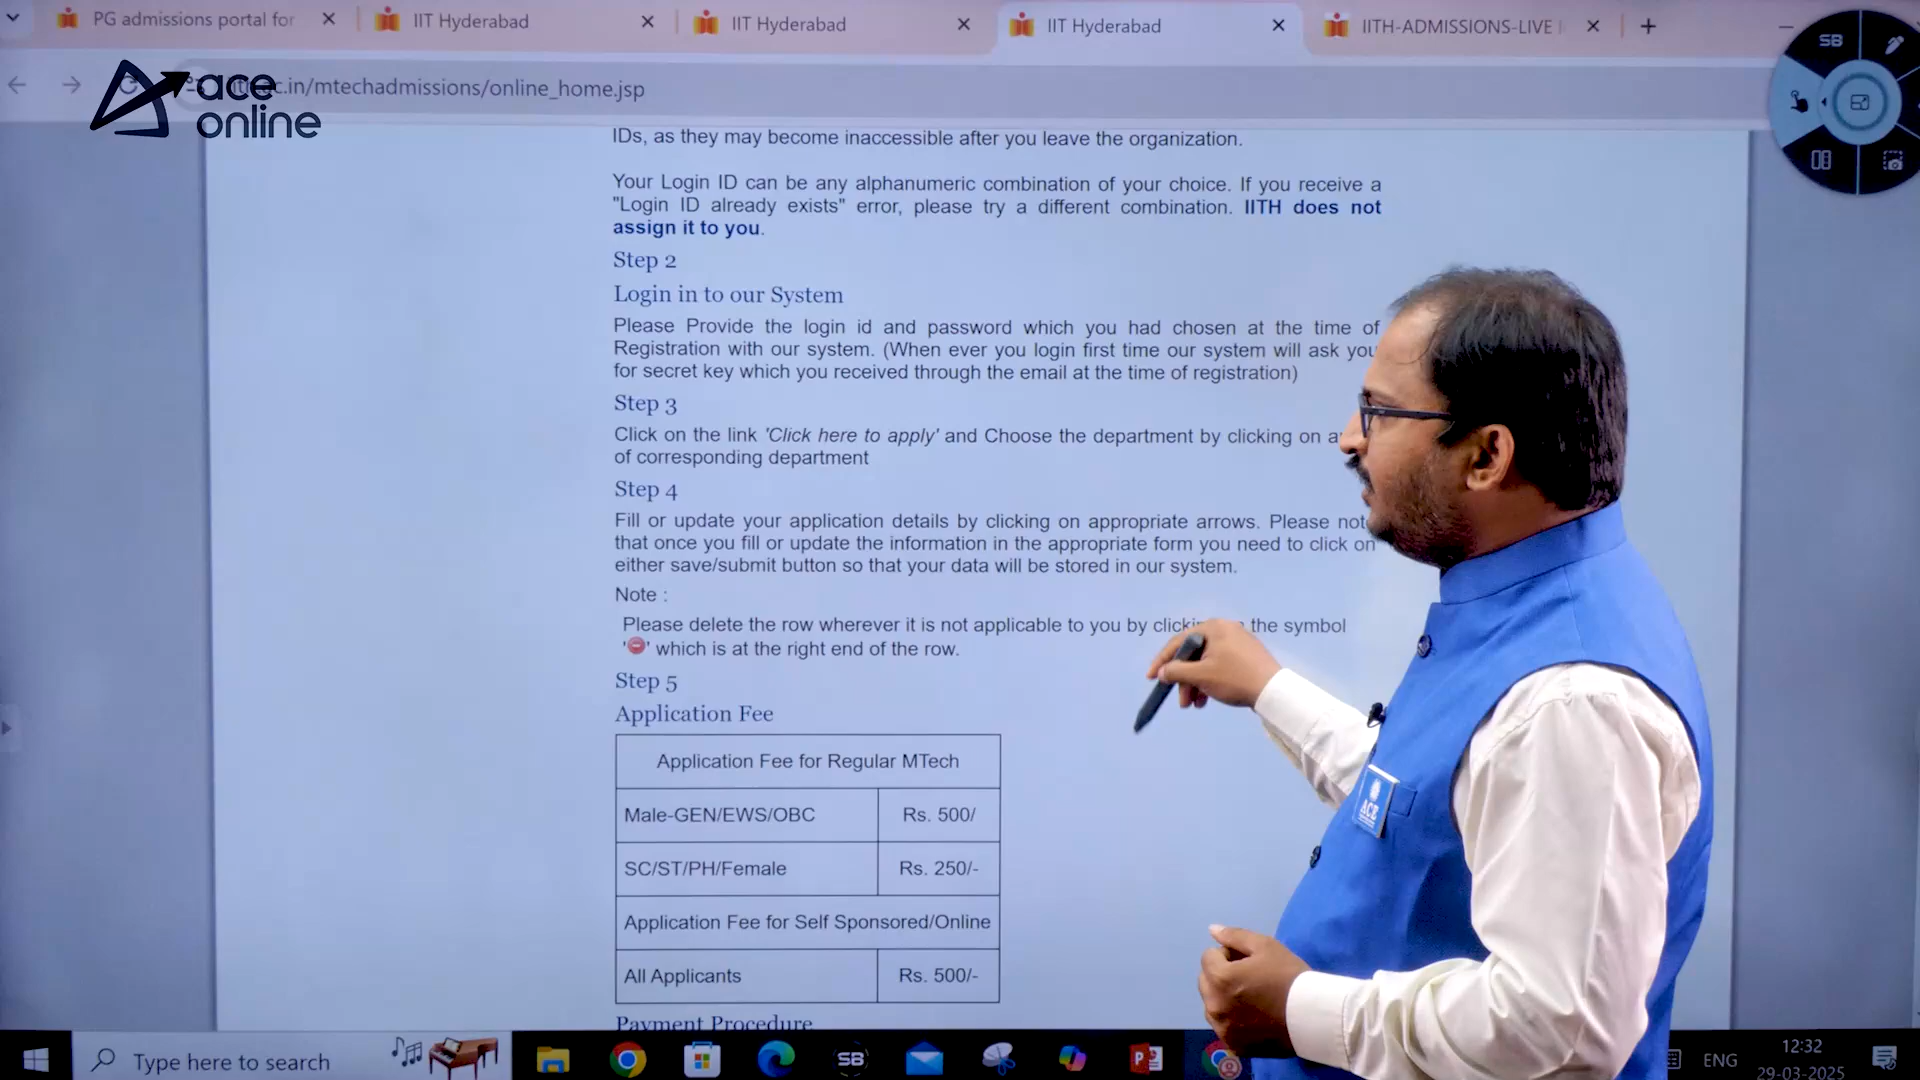 PG admissions portal for
IIT Hyderabad
IIT Hyderabad
IIT Hyderabad
IITH-ADMISSIONS-LIVE
SB
ace
online
c.in/mtechadmissions/online_home.jsp
IDs, as they may become inaccessible after you leave the organization.
Your Login ID can be any alphanumeric combination of your choice. If you receive a
"Login ID already exists" error, please try a different combination. IITH does not
assign it to you.
Step 2
Login in to our System
Please Provide the login id and password which you had chosen at the time of
Registration with our system. (When ever you login first time our system will ask you
for secret key which you received through the email at the time of registration)
Step 3
Click on the link 'Click here to apply' and Choose the department by clicking on
of corresponding department
Step 4
Fill or update your application details by clicking on appropriate arrows. Please not
that once you fill or update the information in the appropriate form you need to click on
either save/submit button so that your data will be stored in our system.
Note :
Please delete the row wherever it is not applicable to you by clicki the symbol
' ' which is at the right end of the row.
Step 5
Application Fee
Application Fee for Regular MTech
Male-GEN/EWS/OBC Rs. 500/
SC/ST/PH/Female Rs. 250/-
Application Fee for Self Sponsored/Online
All Applicants Rs. 500/-
Payment Procedure
ACE
Type here to search
SB
ENG
12:32
29-03-2025